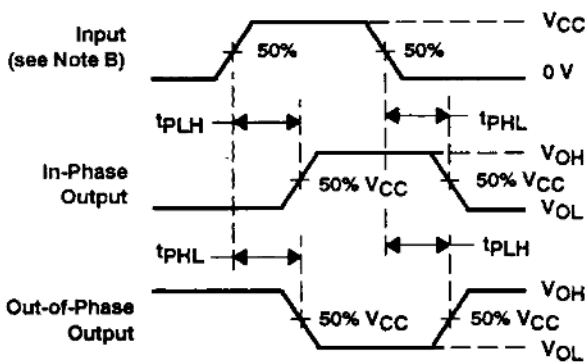 Input
(see Note B)
50%
50%
VCC
0 V
tPLH
tPHL
In-Phase
Output
50% VCC
VOH
50% VCC
VOL
tPHL
tPLH
Out-of-Phase
Output
50% VCC
VOH
50% VCC
VOL